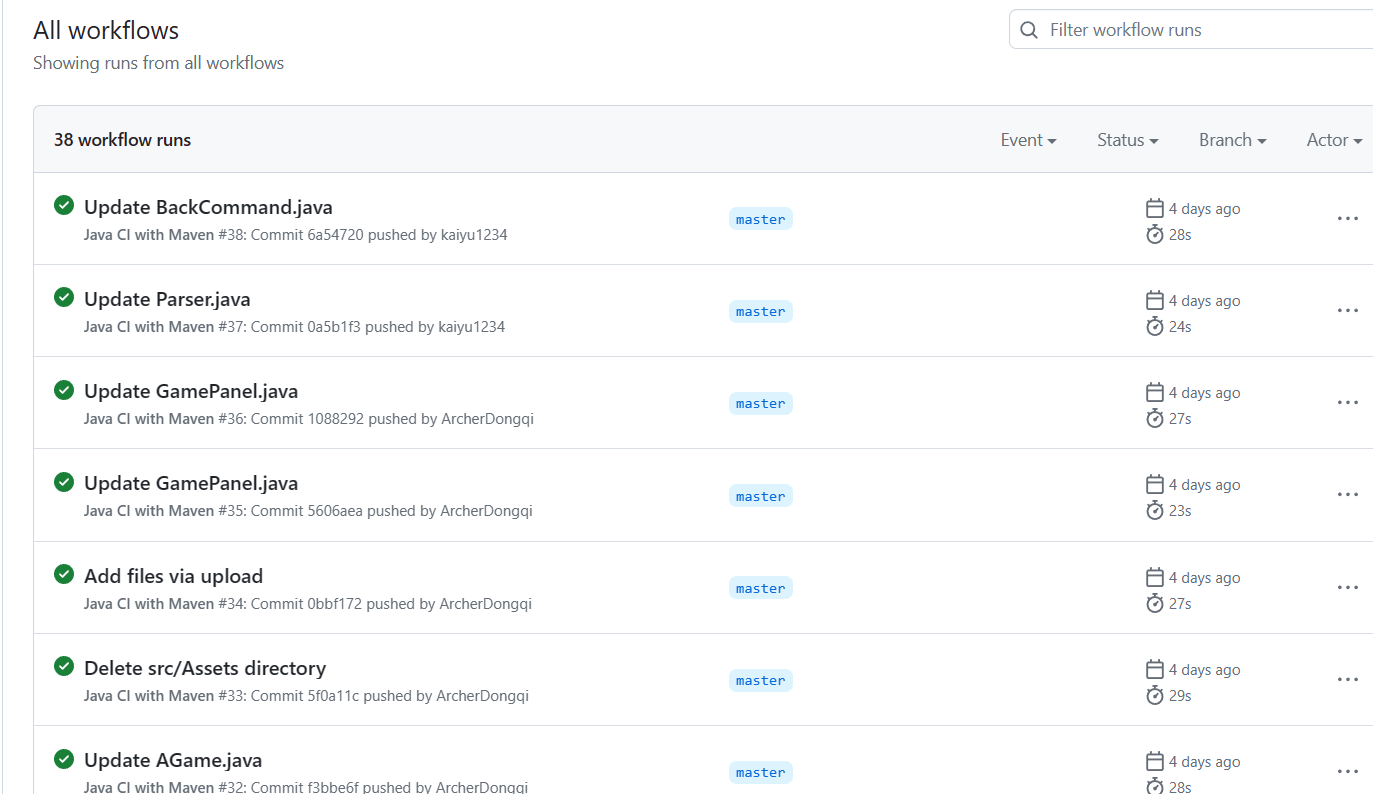 All workflows
Filter workflow runs
Showing runs from all workflows
38 workflow runs
Event
Status
Branch
Actor
Update BackCommand.java
Java CI with Maven #38: Commit 6a54720 pushed by kaiyu1234
master
4 days ago
28s
Update Parser.java
Java CI with Maven #37: Commit 0a5b1f3 pushed by kaiyu1234
master
4 days ago
24s
Update GamePanel.java
Java CI with Maven #36: Commit 1088292 pushed by ArcherDongqi
master
4 days ago
27s
Update GamePanel.java
Java CI with Maven #35: Commit 5606aea pushed by ArcherDongqi
master
4 days ago
23s
Add files via upload
Java CI with Maven #34: Commit 0bbf172 pushed by ArcherDongqi
master
4 days ago
27s
Delete src/Assets directory
Java CI with Maven #33: Commit 5f0a11c pushed by ArcherDongqi
master
4 days ago
29s
Update AGame.java
Java CI with Maven #32: Commit f3bbe6f pushed by ArcherDongqi
master
4 days ago
28s